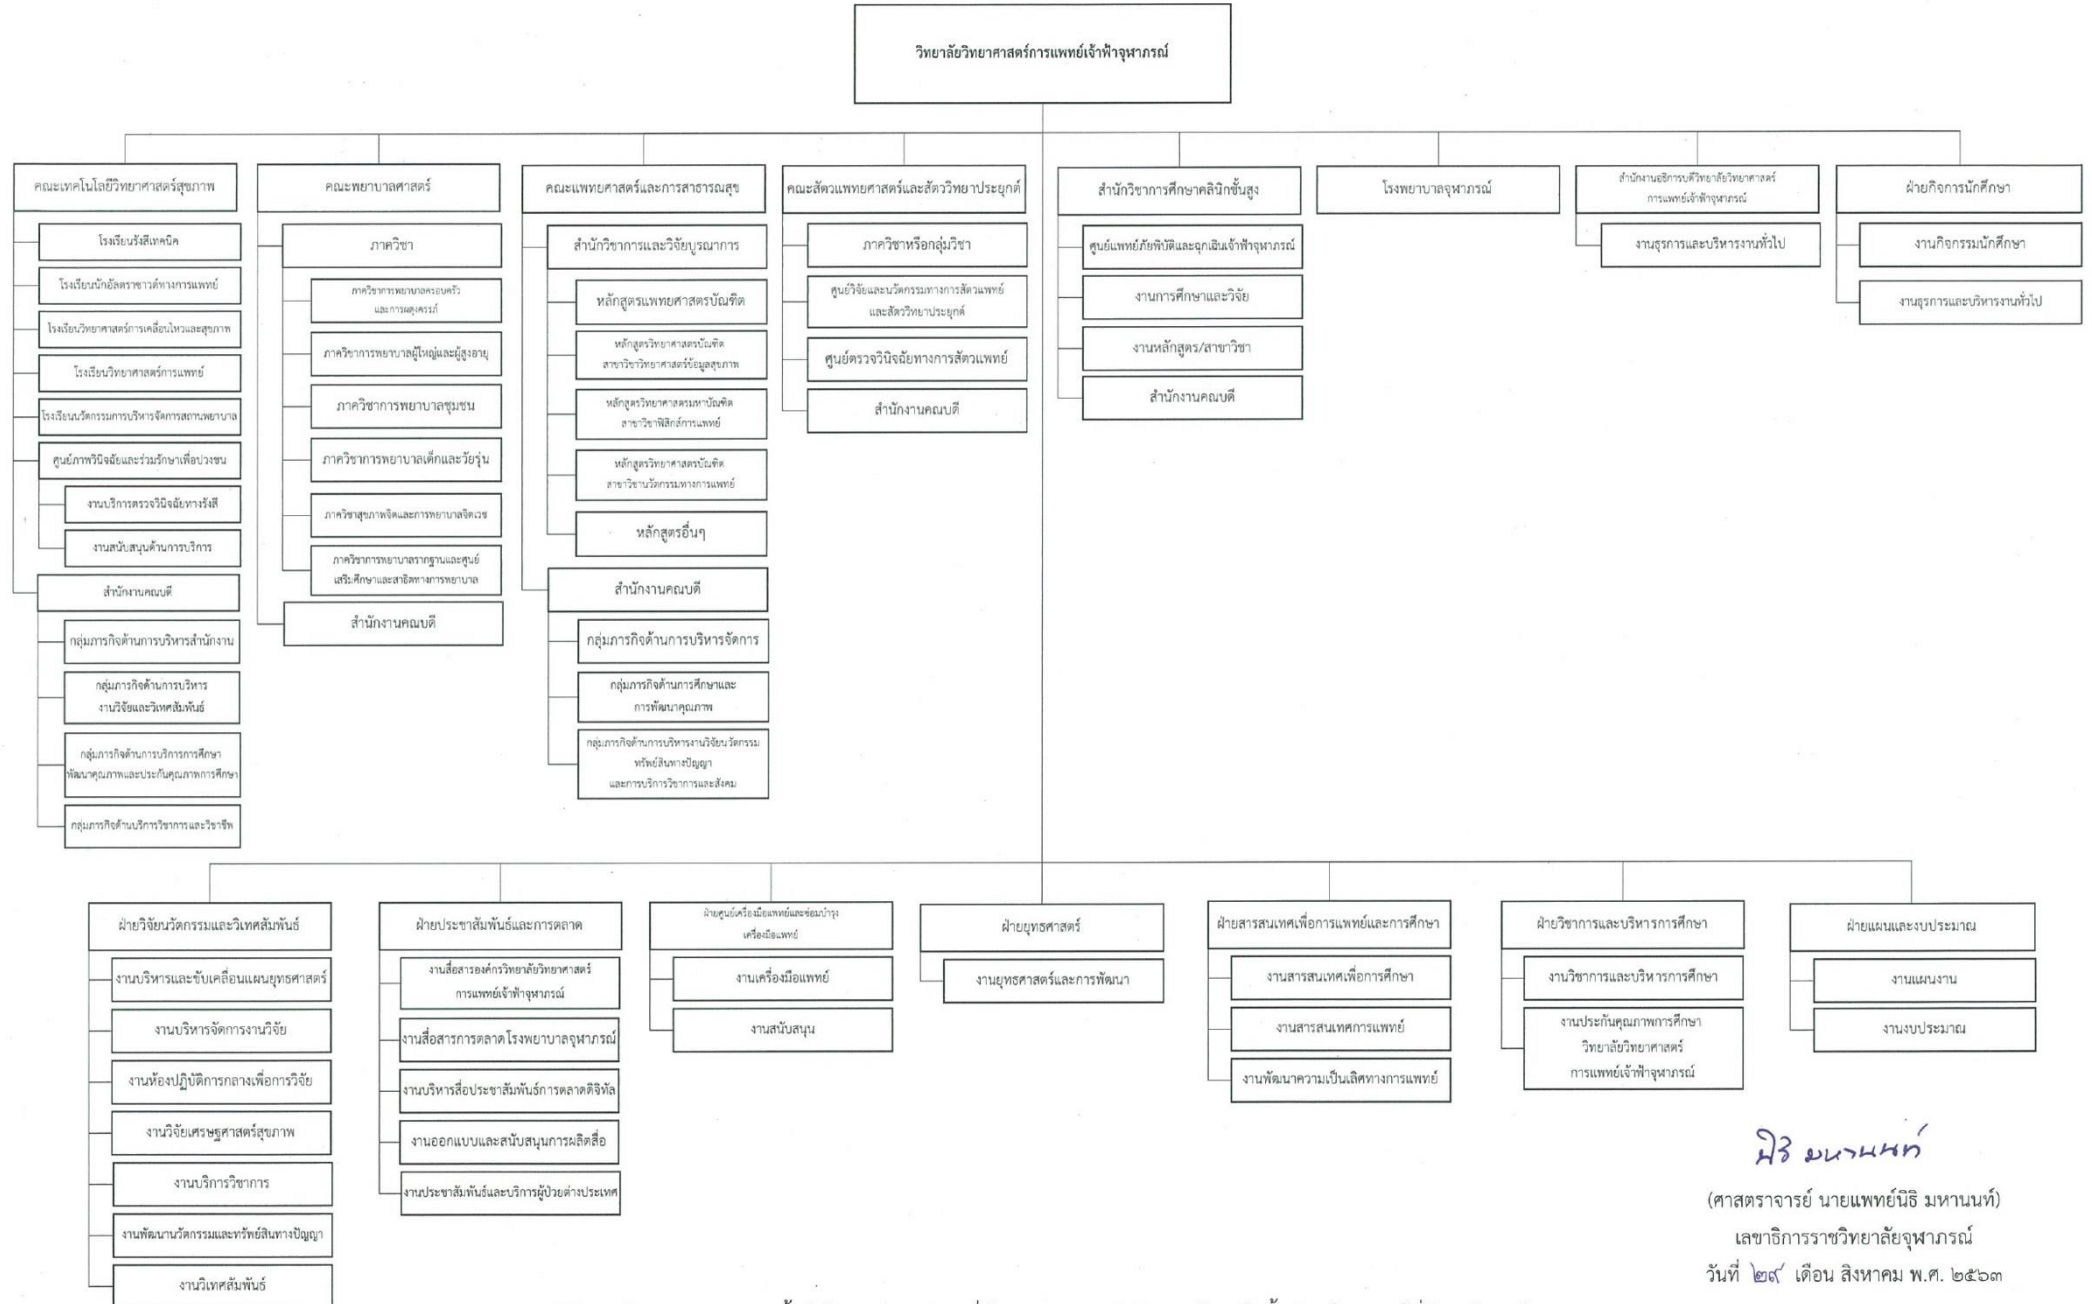 วิทยาลัยวิทยาศาสตร์การแพทย์เจ้าฟ้าจุฬาภรณ์
คณะเทคโนโลยีวิทยาศาสตร์สุขภาพ
โรงเรียนรังสีเทคนิค
โรงเรียนนักอัลตราซาวด์ทางการแพทย์
โรงเรียนวิทยาศาสตร์การเคลื่อนไหวและสุขภาพ
โรงเรียนวิทยาศาสตร์การแพทย์
โรงเรียนนวัตกรรมการบริหารจัดการสถานพยาบาล
ศูนย์ภาพวินิจฉัยและร่วมรักษาเพื่อปวงชน
งานบริการตรวจวินิจฉัยทางรังสี
งานสนับสนุนด้านการบริการ
สำนักงานคณบดี
กลุ่มภารกิจด้านการบริหารสำนักงาน
กลุ่มภารกิจด้านการบริหาร
งานวิจัยและวิเทศสัมพันธ์
กลุ่มภารกิจด้านการบริการการศึกษา
พัฒนาคุณภาพและประกันคุณภาพการศึกษา
กลุ่มภารกิจด้านบริการวิชาการและวิชาชีพ
คณะพยาบาลศาสตร์
ภาควิชา
ภาควิชาการพยาบาลครอบครัว
และการผดุงครรภ์
ภาควิชาการพยาบาลผู้ใหญ่และผู้สูงอายุ
ภาควิชาการพยาบาลชุมชน
ภาควิชาการพยาบาลเด็กและวัยรุ่น
ภาควิชาสุขภาพจิตและการพยาบาลจิตเวช
ภาควิชาการพยาบาลรากฐานและศูนย์
เสริมศึกษาและสาธิตทางการพยาบาล
สำนักงานคณบดี
คณะแพทยศาสตร์และการสาธารณสุข
สำนักวิชาการและวิจัยบูรณาการ
หลักสูตรแพทยศาสตรบัณฑิต
หลักสูตรวิทยาศาสตรบัณฑิต
สาขาวิชาวิทยาศาสตร์ข้อมูลสุขภาพ
หลักสูตรวิทยาศาสตรมหาบัณฑิต
สาขาวิชาฟิสิกส์การแพทย์
หลักสูตรวิทยาศาสตรบัณฑิต
สาขาวิชานวัตกรรมทางการแพทย์
หลักสูตรอื่นๆ
สำนักงานคณบดี
กลุ่มภารกิจด้านการบริหารจัดการ
กลุ่มภารกิจด้านการศึกษาและ
การพัฒนาคุณภาพ
กลุ่มภารกิจด้านการบริหารงานวิจัยนวัตกรรม
ทรัพย์สินทางปัญญา
และการบริการวิชาการและสังคม
คณะสัตวแพทยศาสตร์และสัตววิทยาประยุกต์
ภาควิชาหรือกลุ่มวิชา
ศูนย์วิจัยและนวัตกรรมทางการสัตวแพทย์
และสัตววิทยาประยุกต์
ศูนย์ตรวจวินิจฉัยทางการสัตวแพทย์
สำนักงานคณบดี
สำนักวิชาการศึกษาคลินิกชั้นสูง
ศูนย์แพทย์ภัยพิบัติและฉุกเฉินเจ้าฟ้าจุฬาภรณ์
งานการศึกษาและวิจัย
งานหลักสูตร/สาขาวิชา
สำนักงานคณบดี
โรงพยาบาลจุฬาภรณ์
สำนักงานอธิการบดีวิทยาลัยวิทยาศาสตร์
การแพทย์เจ้าฟ้าจุฬาภรณ์
งานธุรการและบริหารงานทั่วไป
ฝ่ายกิจการนักศึกษา
งานกิจกรรมนักศึกษา
งานธุรการและบริหารงานทั่วไป
ฝ่ายวิจัยนวัตกรรมและวิเทศสัมพันธ์
งานบริหารและขับเคลื่อนแผนยุทธศาสตร์
งานบริหารจัดการงานวิจัย
งานห้องปฏิบัติการกลางเพื่อการวิจัย
งานวิจัยเศรษฐศาสตร์สุขภาพ
งานบริการวิชาการ
งานพัฒนานวัตกรรมและทรัพย์สินทางปัญญา
งานวิเทศสัมพันธ์
ฝ่ายประชาสัมพันธ์และการตลาด
งานสื่อสารองค์กรวิทยาลัยวิทยาศาสตร์
การแพทย์เจ้าฟ้าจุฬาภรณ์
งานสื่อสารการตลาดโรงพยาบาลจุฬาภรณ์
งานบริหารสื่อประชาสัมพันธ์การตลาดดิจิทัล
งานออกแบบและสนับสนุนการผลิตสื่อ
งานประชาสัมพันธ์และบริการผู้ป่วยต่างประเทศ
ฝ่ายศูนย์เครื่องมือแพทย์และซ่อมบำรุง
เครื่องมือแพทย์
งานเครื่องมือแพทย์
งานสนับสนุน
ฝ่ายยุทธศาสตร์
งานยุทธศาสตร์และการพัฒนา
ฝ่ายสารสนเทศเพื่อการแพทย์และการศึกษา
งานสารสนเทศเพื่อการศึกษา
งานสารสนเทศการแพทย์
งานพัฒนาความเป็นเลิศทางการแพทย์
ฝ่ายวิชาการและบริหารการศึกษา
งานวิชาการและบริหารการศึกษา
งานประกันคุณภาพการศึกษา
วิทยาลัยวิทยาศาสตร์
การแพทย์เจ้าฟ้าจุฬาภรณ์
ฝ่ายแผนและงบประมาณ
งานแผนงาน
งานงบประมาณ
นิธิ มหานนท์
(ศาสตราจารย์ นายแพทย์นิธิ มหานนท์)
เลขาธิการราชวิทยาลัยจุฬาภรณ์
วันที่ ๒๙ เดือน สิงหาคม พ.ศ. ๒๕๖๓